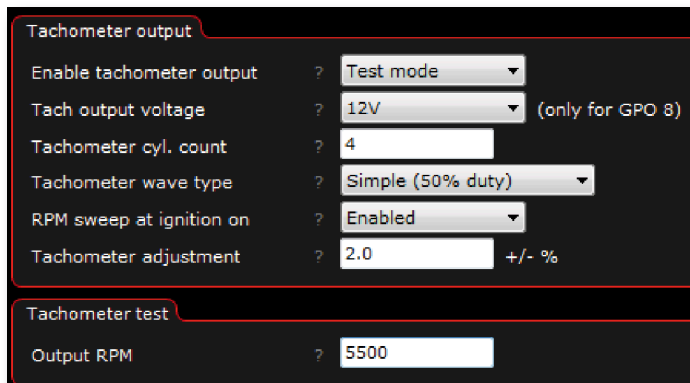 Tachometer output
Enable tachometer output ? Test mode
Tach output voltage ? 12V (only for GPO 8)
Tachometer cyl. count ? 4
Tachometer wave type ? Simple (50% duty)
RPM sweep at ignition on ? Enabled
Tachometer adjustment ? 2.0 +/- %
Tachometer test
Output RPM ? 5500